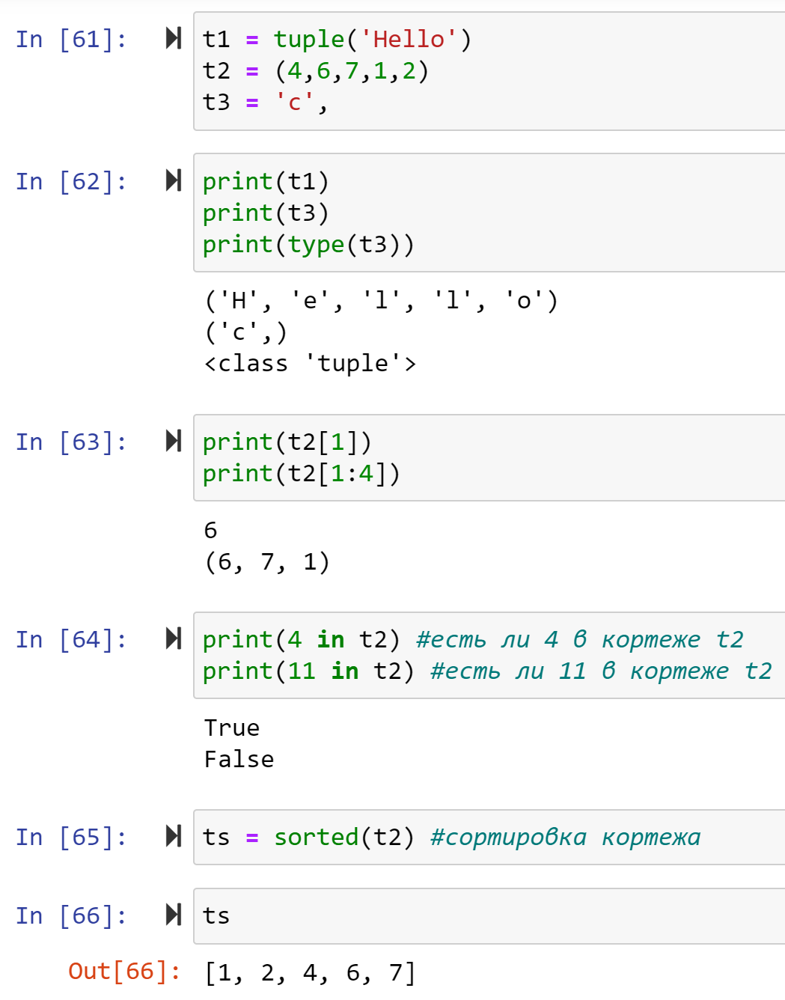 In [61]: t1 = tuple('Hello')
t2 = (4,6,7,1,2)
t3 = 'c',
In [62]: print(t1)
print(t3)
print(type(t3))
('H', 'e', 'l', 'l', 'o')
('c',)
<class 'tuple'>
In [63]: print(t2[1])
print(t2[1:4])
6
(6, 7, 1)
In [64]: print(4 in t2) #есть ли 4 в кортеже t2
print(11 in t2) #есть ли 11 в кортеже t2
True
False
In [65]: ts = sorted(t2) #сортировка кортежа
In [66]: ts
Out[66]: [1, 2, 4, 6, 7]